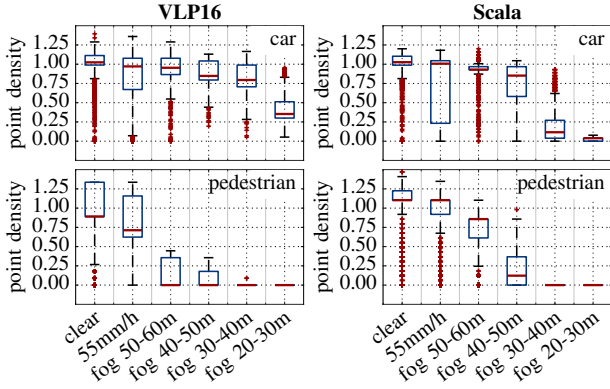 VLP16
Scala
point density
1.25
1.00
0.75
0.50
0.25
0.00
car
point density
1.25
1.00
0.75
0.50
0.25
0.00
car
point density
1.25
1.00
0.75
0.50
0.25
0.00
pedestrian
point density
1.25
1.00
0.75
0.50
0.25
0.00
pedestrian
clear
55mm/h
fog 50-60m
fog 40-50m
fog 30-40m
fog 20-30m
clear
55mm/h
fog 50-60m
fog 40-50m
fog 30-40m
fog 20-30m